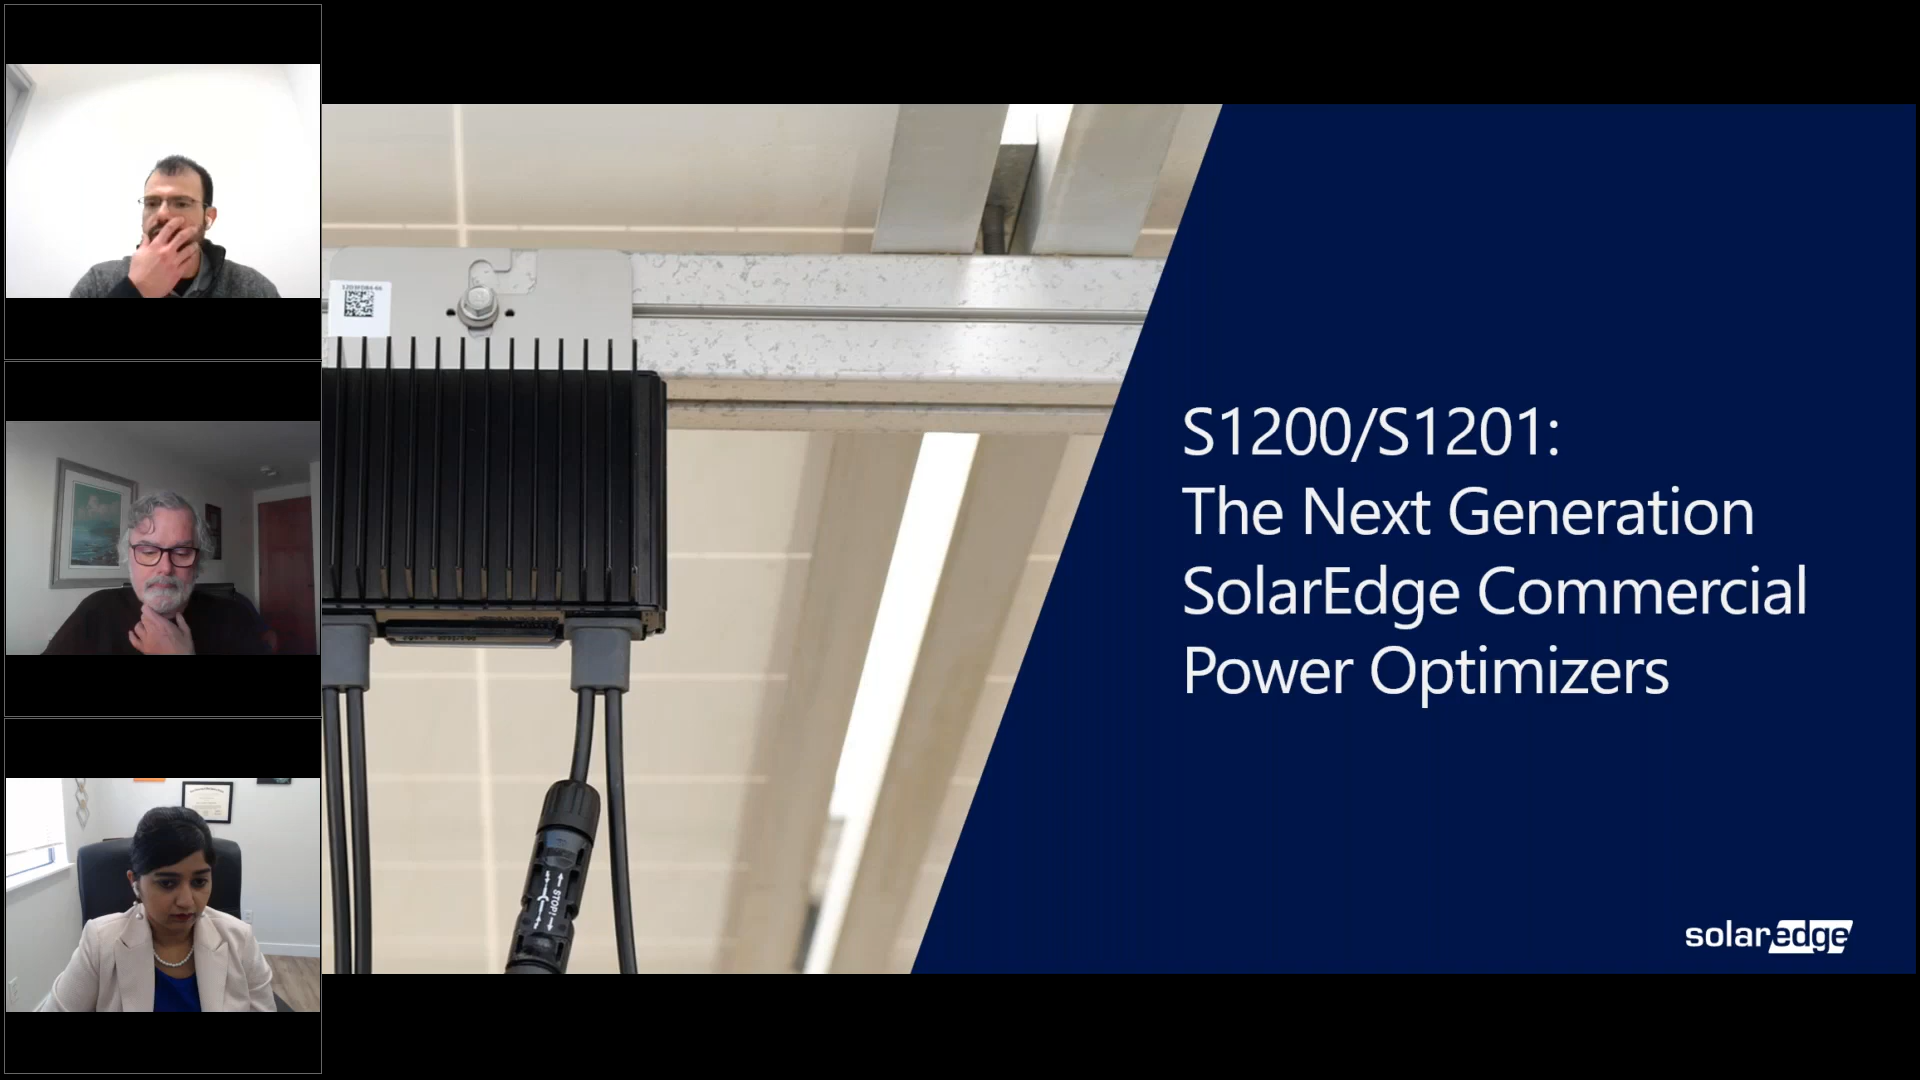 S1200/S1201:
The Next Generation
SolarEdge Commercial
Power Optimizers
solaredge
STOP!